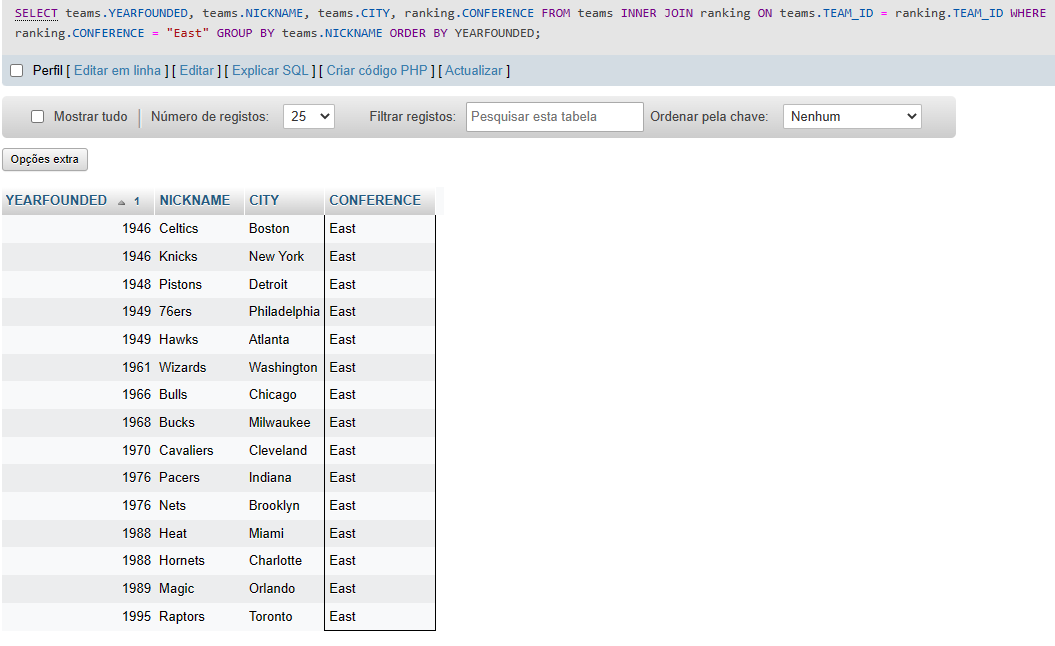 SELECT teams.YEARFOUNDED, teams.NICKNAME, teams.CITY, ranking.CONFERENCE FROM teams INNER JOIN ranking ON teams.TEAM_ID = ranking.TEAM_ID WHERE
ranking.CONFERENCE = "East" GROUP BY teams.NICKNAME ORDER BY YEARFOUNDED;
Perfil [ Editar em linha ] [ Editar ] [ Explicar SQL ] [ Criar código PHP ] [ Actualizar ]
Mostrar tudo Número de registos: 25 Filtrar registos: Pesquisar esta tabela Ordenar pela chave: Nenhum
Opções extra
YEARFOUNDED 1 NICKNAME CITY CONFERENCE
1946 Celtics Boston East
1946 Knicks New York East
1948 Pistons Detroit East
1949 76ers Philadelphia East
1949 Hawks Atlanta East
1961 Wizards Washington East
1966 Bulls Chicago East
1968 Bucks Milwaukee East
1970 Cavaliers Cleveland East
1976 Pacers Indiana East
1976 Nets Brooklyn East
1988 Heat Miami East
1988 Hornets Charlotte East
1989 Magic Orlando East
1995 Raptors Toronto East